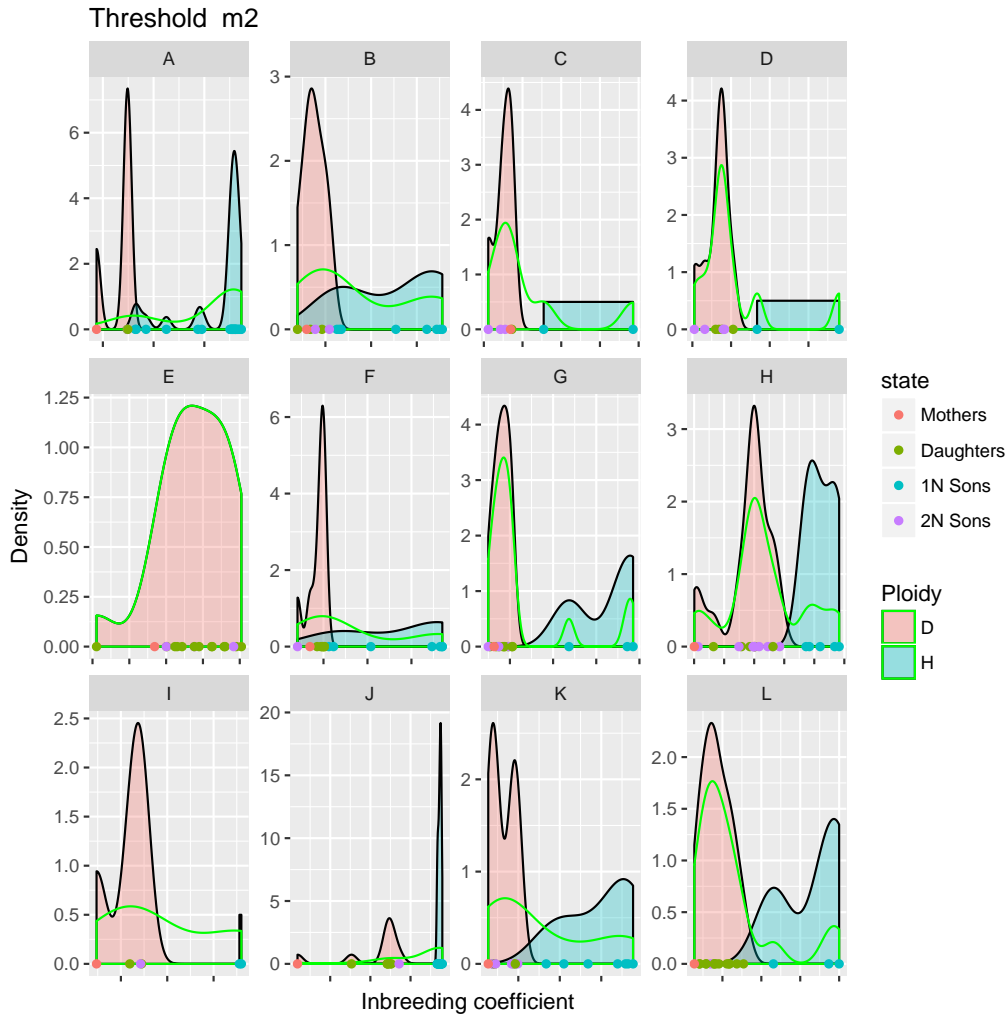 Threshold m2
A B C D
0 2 4 6
0 1 2 3
0 1 2 3 4
0 1 2 3 4
E F G H
0.00 0.25 0.50 0.75 1.00 1.25
0 2 4 6
0 1 2 3 4
0 1 2 3
I J K L
0.0 0.5 1.0 1.5 2.0 2.5
0 5 10 15 20
0 1 2
0.0 0.5 1.0 1.5 2.0
Density
Inbreeding coefficient
state
Mothers
Daughters
1N Sons
2N Sons
Ploidy
D
H